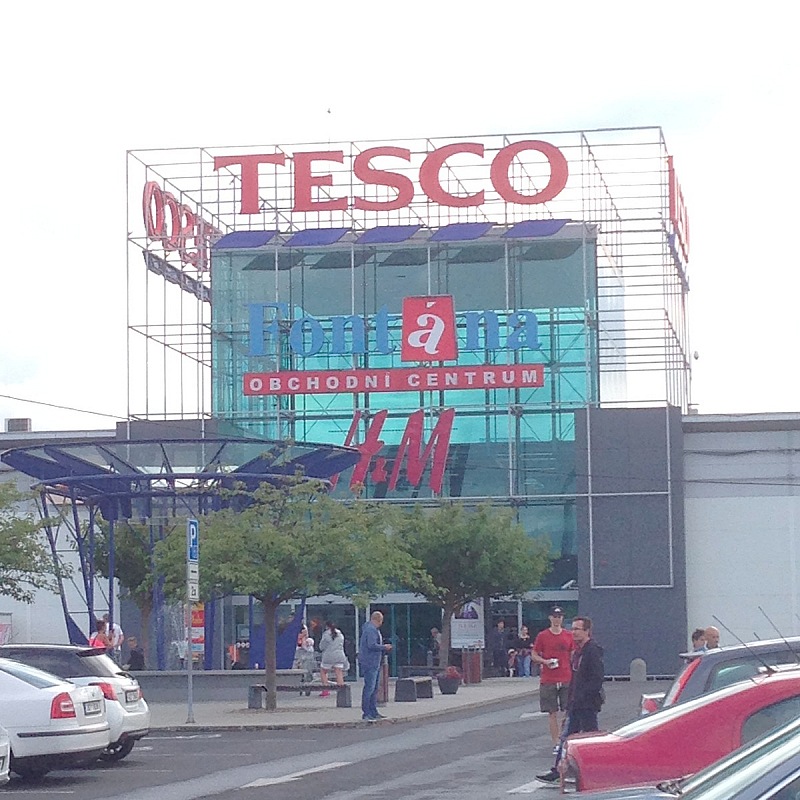 TESCO
Fontána
OBCHODNÍ CENTRUM
H&M
P